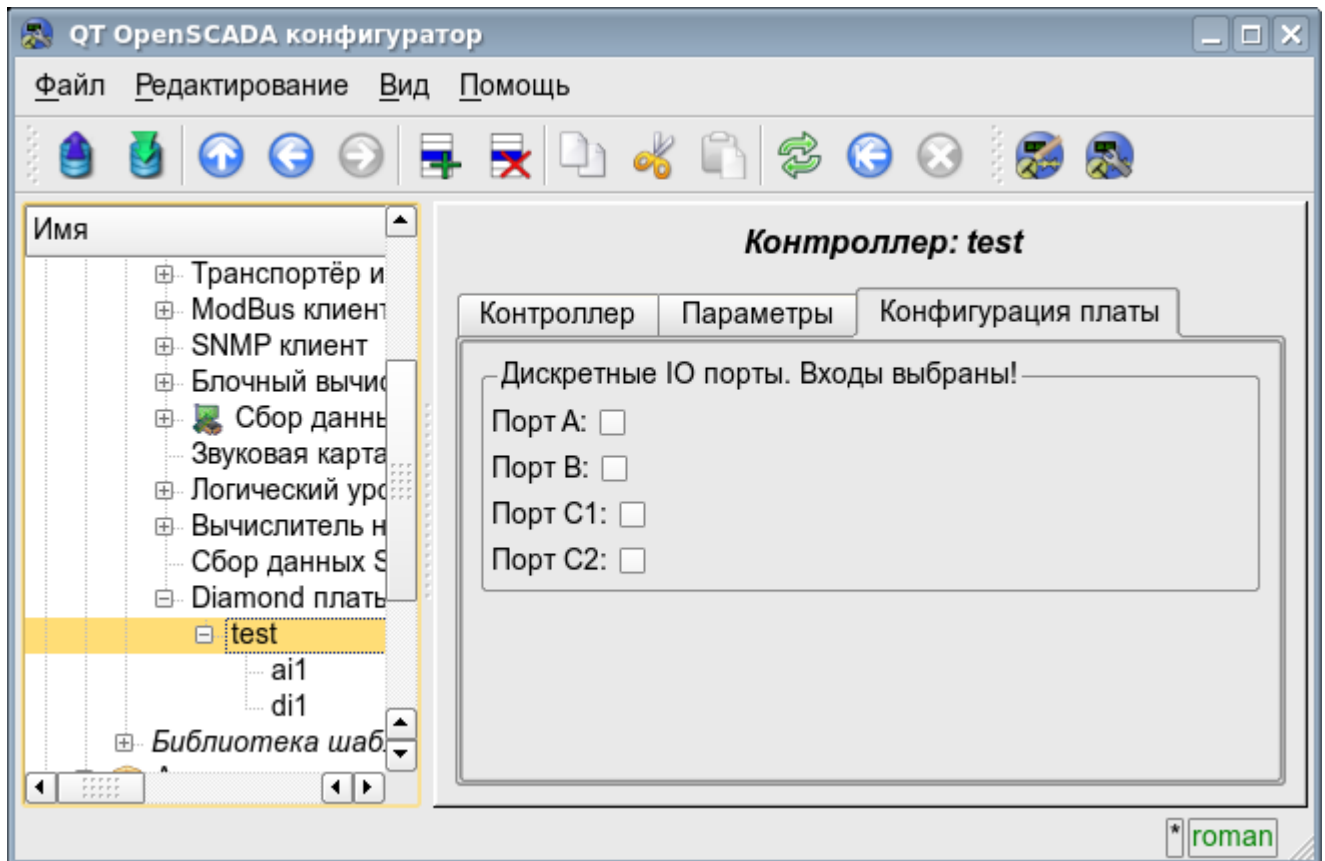 QT OpenSCADA конфигуратор
Файл Редактирование Вид Помощь
Имя
Транспортёр и
ModBus клиент
SNMP клиент
Блочный вычис
Сбор даннь
Звуковая карта
Логический уро
Вычислитель н
Сбор данных S
Diamond платы
test
ai1
di1
Библиотека шаб
Контроллер: test
Контроллер Параметры Конфигурация платы
Дискретные IO порты. Входы выбраны!
Порт A:
Порт B:
Порт C1:
Порт C2:
* roman